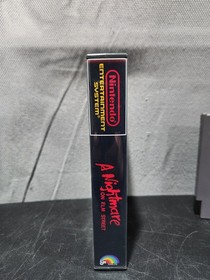 Nintendo
ENTERTAINMENT
SYSTEM
A Nightmare
ON ELM STREET